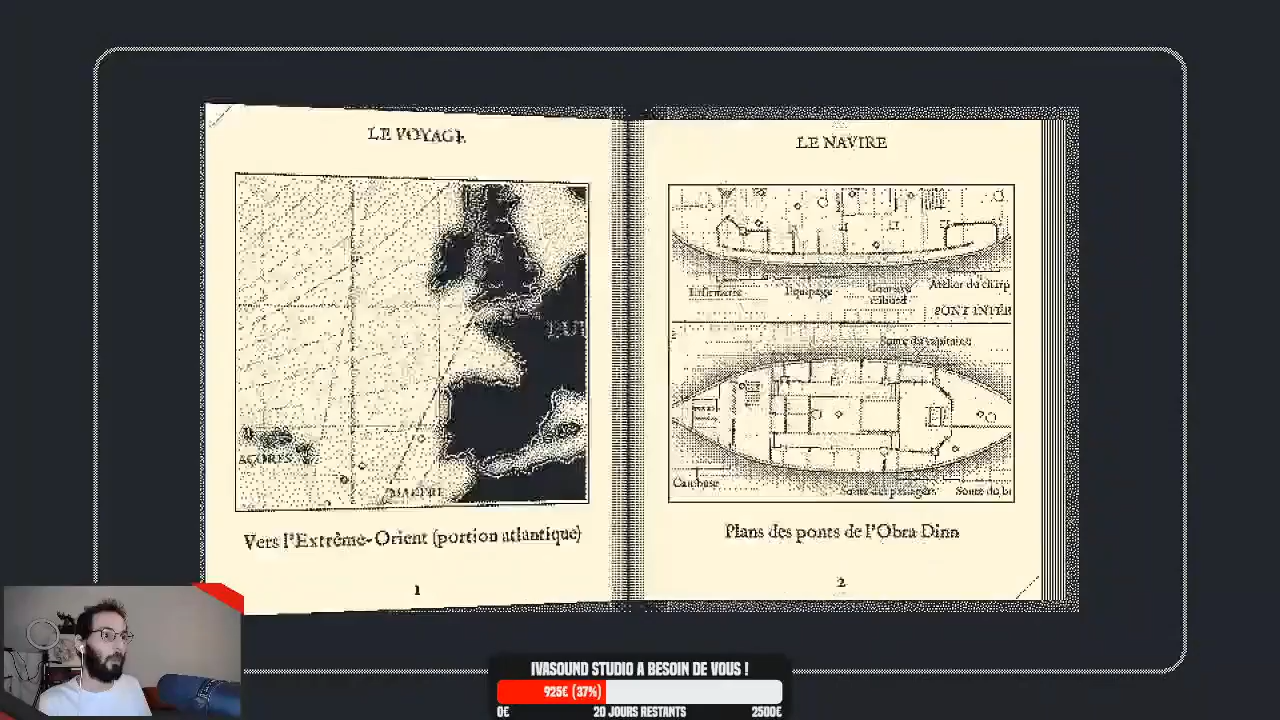 LE VOYAGE
AÇORES
MADÈRE
Vers l'Extrême-Orient (portion atlantique)
1
LE NAVIRE
Infirmerie
Équipage
Atelier du charp
PONT INTER
Soute du capitaine
Cambuse
Soute des passagers
Plans des ponts de l'Obra Dinn
2
IVASOUND STUDIO A BESOIN DE VOUS !
925€ (37%)
0€ 20 JOURS RESTANTS 2500€